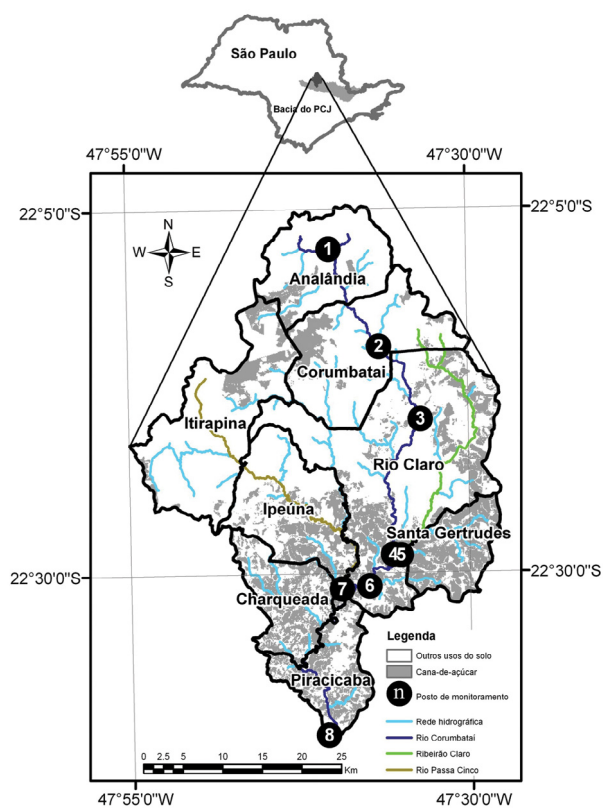 São Paulo
Bacia do PCJ
47°55'0"W 47°30'0"W
22°5'0"S 22°5'0"S
N
W E
S
1
Analândia
2
Corumbatai
3
Itirapina
Rio Claro
Ipeúna
Santa Gertrudes
45
22°30'0"S 22°30'0"S
7 6
Charqueada
Legenda
Outros usos do solo
Cana-de-açúcar
n Posto de monitoramento
Piracicaba
Rede hidrográfica
Rio Corumbatai
8
Ribeirão Claro
Rio Passa Cinco
0 2.5 5 10 15 20 25
Km
47°55'0"W 47°30'0"W